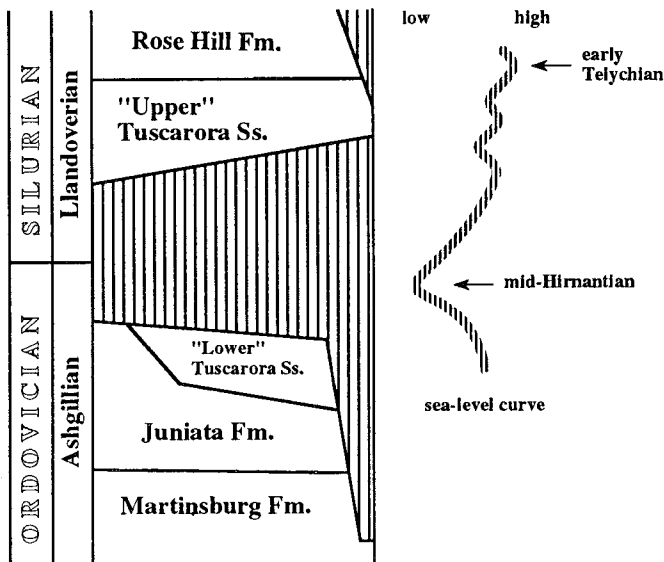 low high
Rose Hill Fm.
early
Telychian
"Upper"
Tuscarora Ss.
SILURIAN
Llandoverian
mid-Hirnantian
"Lower"
Tuscarora Ss.
sea-level curve
ORDOVICIAN
Ashgillian
Juniata Fm.
Martinsburg Fm.